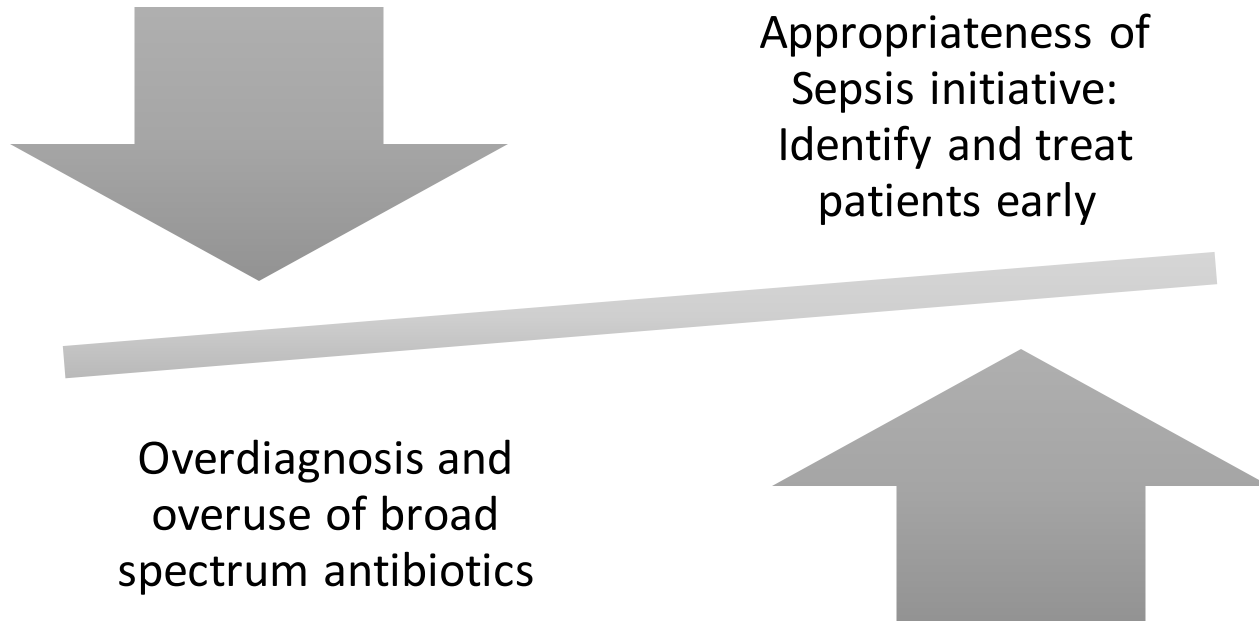 Appropriateness of
Sepsis initiative:
Identify and treat
patients early
Overdiagnosis and
overuse of broad
spectrum antibiotics